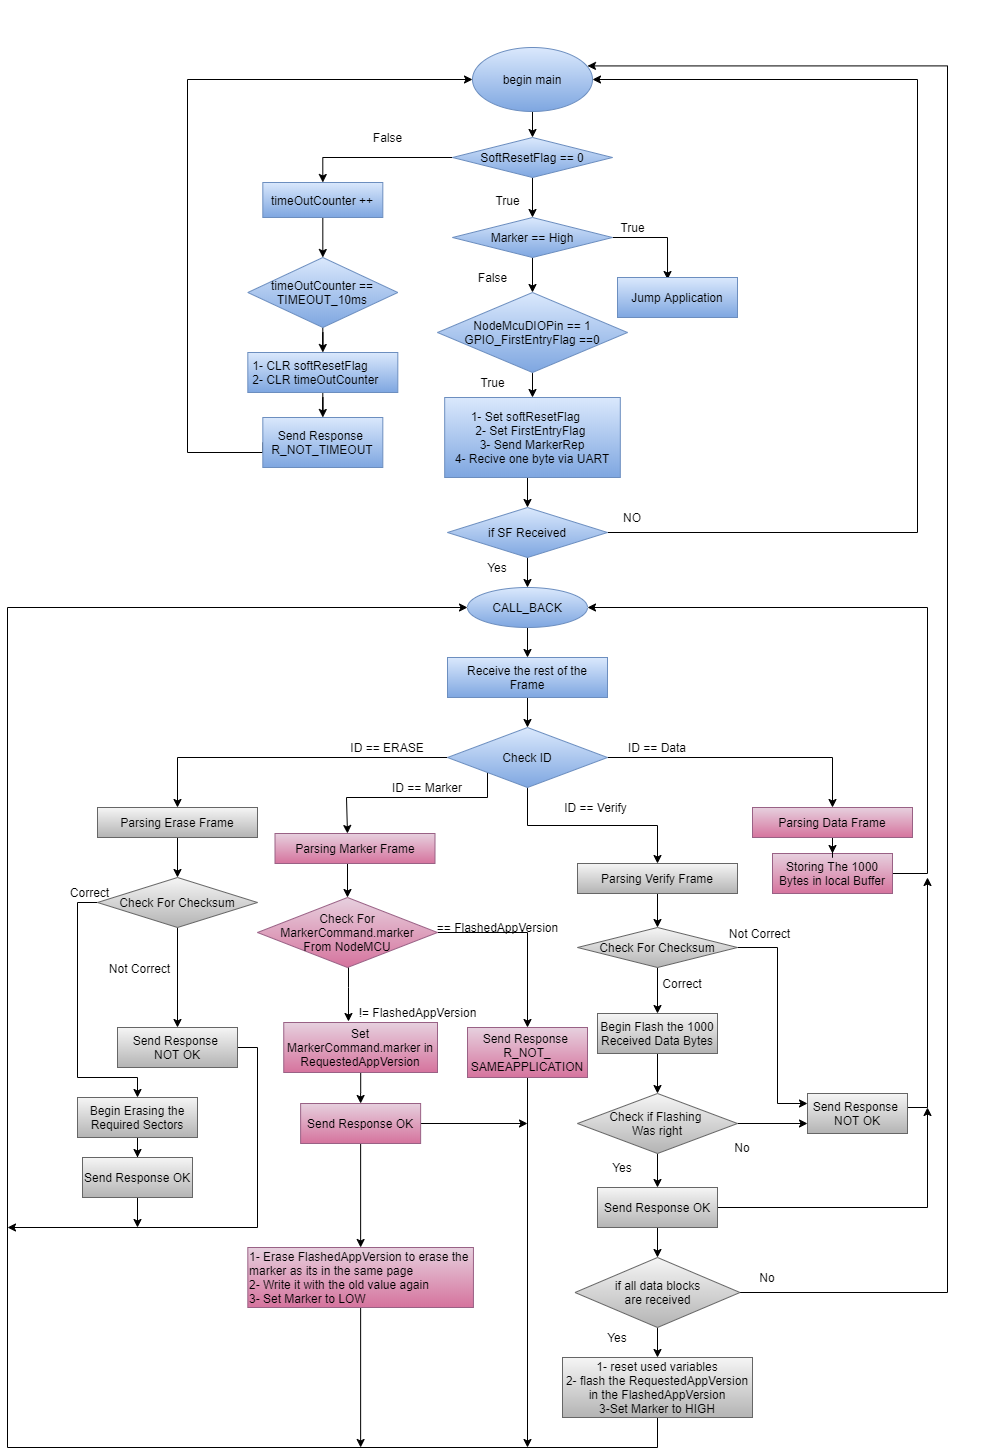 begin main
False
SoftResetFlag == 0
timeOutCounter ++
True
Marker == High
True
False
Jump Application
timeOutCounter ==
TIMEOUT_10ms
NodeMcuDIOPin == 1
GPIO_FirstEntryFlag ==0
True
1- CLR softResetFlag
2- CLR timeOutCounter
Send Response
R_NOT_TIMEOUT
1- Set softResetFlag
2- Set FirstEntryFlag
3- Send MarkerRep
4- Recive one byte via UART
if SF Received
NO
Yes
CALL_BACK
Receive the rest of the
Frame
Check ID
ID == ERASE
ID == Data
ID == Marker
ID == Verify
Parsing Erase Frame
Check For Checksum
Correct
Not Correct
Send Response
NOT OK
Begin Erasing the
Required Sectors
Send Response OK
Parsing Marker Frame
Check For
MarkerCommand.marker
From NodeMCU
== FlashedAppVersion
!= FlashedAppVersion
Set
MarkerCommand.marker in
RequestedAppVersion
Send Response
R_NOT_
SAMEAPPLICATION
Send Response OK
1- Erase FlashedAppVersion to erase the
marker as its in the same page
2- Write it with the old value again
3- Set Marker to LOW
Parsing Verify Frame
Check For Checksum
Not Correct
Correct
Begin Flash the 1000
Received Data Bytes
Check if Flashing
Was right
No
Send Response
NOT OK
Yes
Send Response OK
if all data blocks
are received
No
Yes
1- reset used variables
2- flash the RequestedAppVersion
in the FlashedAppVersion
3-Set Marker to HIGH
Parsing Data Frame
Storing The 1000
Bytes in local Buffer